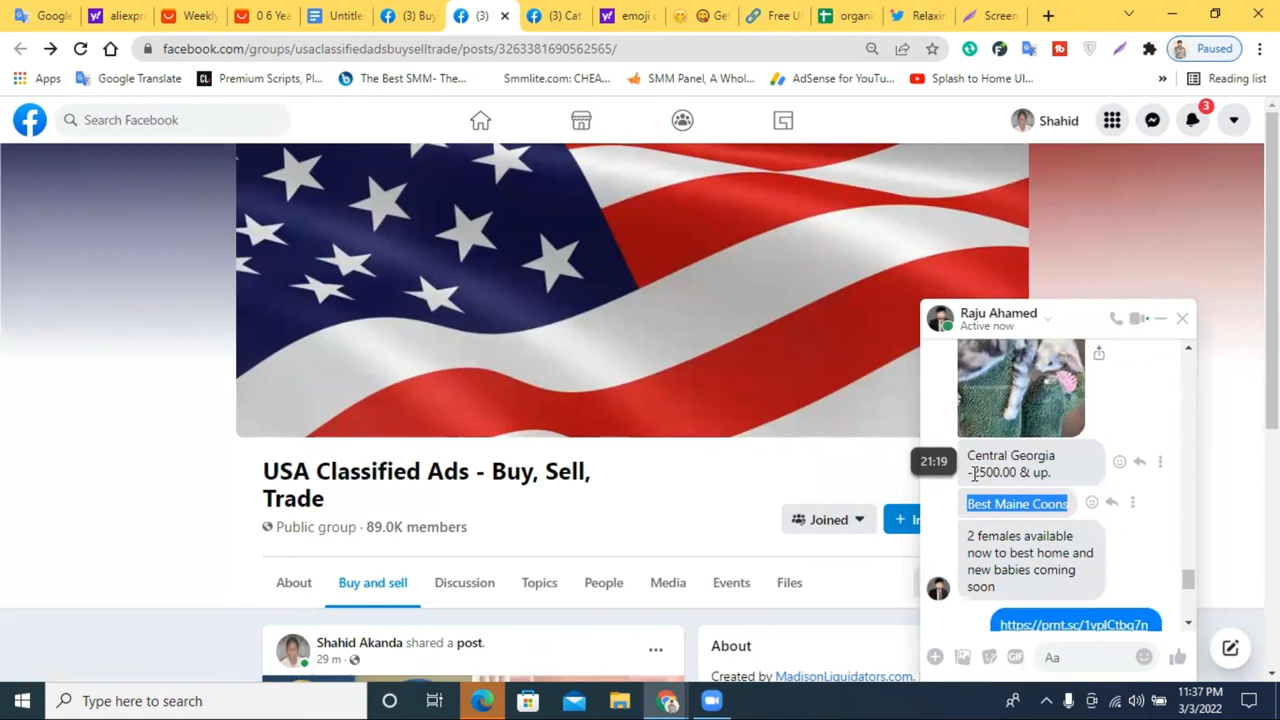 Google
aliexpr
Weekly
0 6 Yea
Untitle
(3) Buy
(3)
(3) Cat
emoji c
Ge
Free U
organi
Relaxin
Screen
facebook.com/groups/usaclassifiedadsbuyselltrade/posts/3263381690562565/
Paused
Apps
Google Translate
Premium Scripts, Pl...
The Best SMM- The...
Smmlite.com: CHEA...
SMM Panel, A Whol...
AdSense for YouTu...
Splash to Home UI...
»
Reading list
Search Facebook
Shahid
3
USA Classified Ads - Buy, Sell,
Trade
Public group · 89.0K members
Joined
+ In
About
Buy and sell
Discussion
Topics
People
Media
Events
Files
Shahid Akanda shared a post.
29 m ·
About
Created by MadisonLiquidators.com.
Raju Ahamed
Active now
21:19
Central Georgia
500.00 & up.
Best Maine Coons
2 females available
now to best home and
new babies coming
soon
https://prnt.sc/1vplCtbq7n
GIF
Aa
Type here to search
11:37 PM
3/3/2022